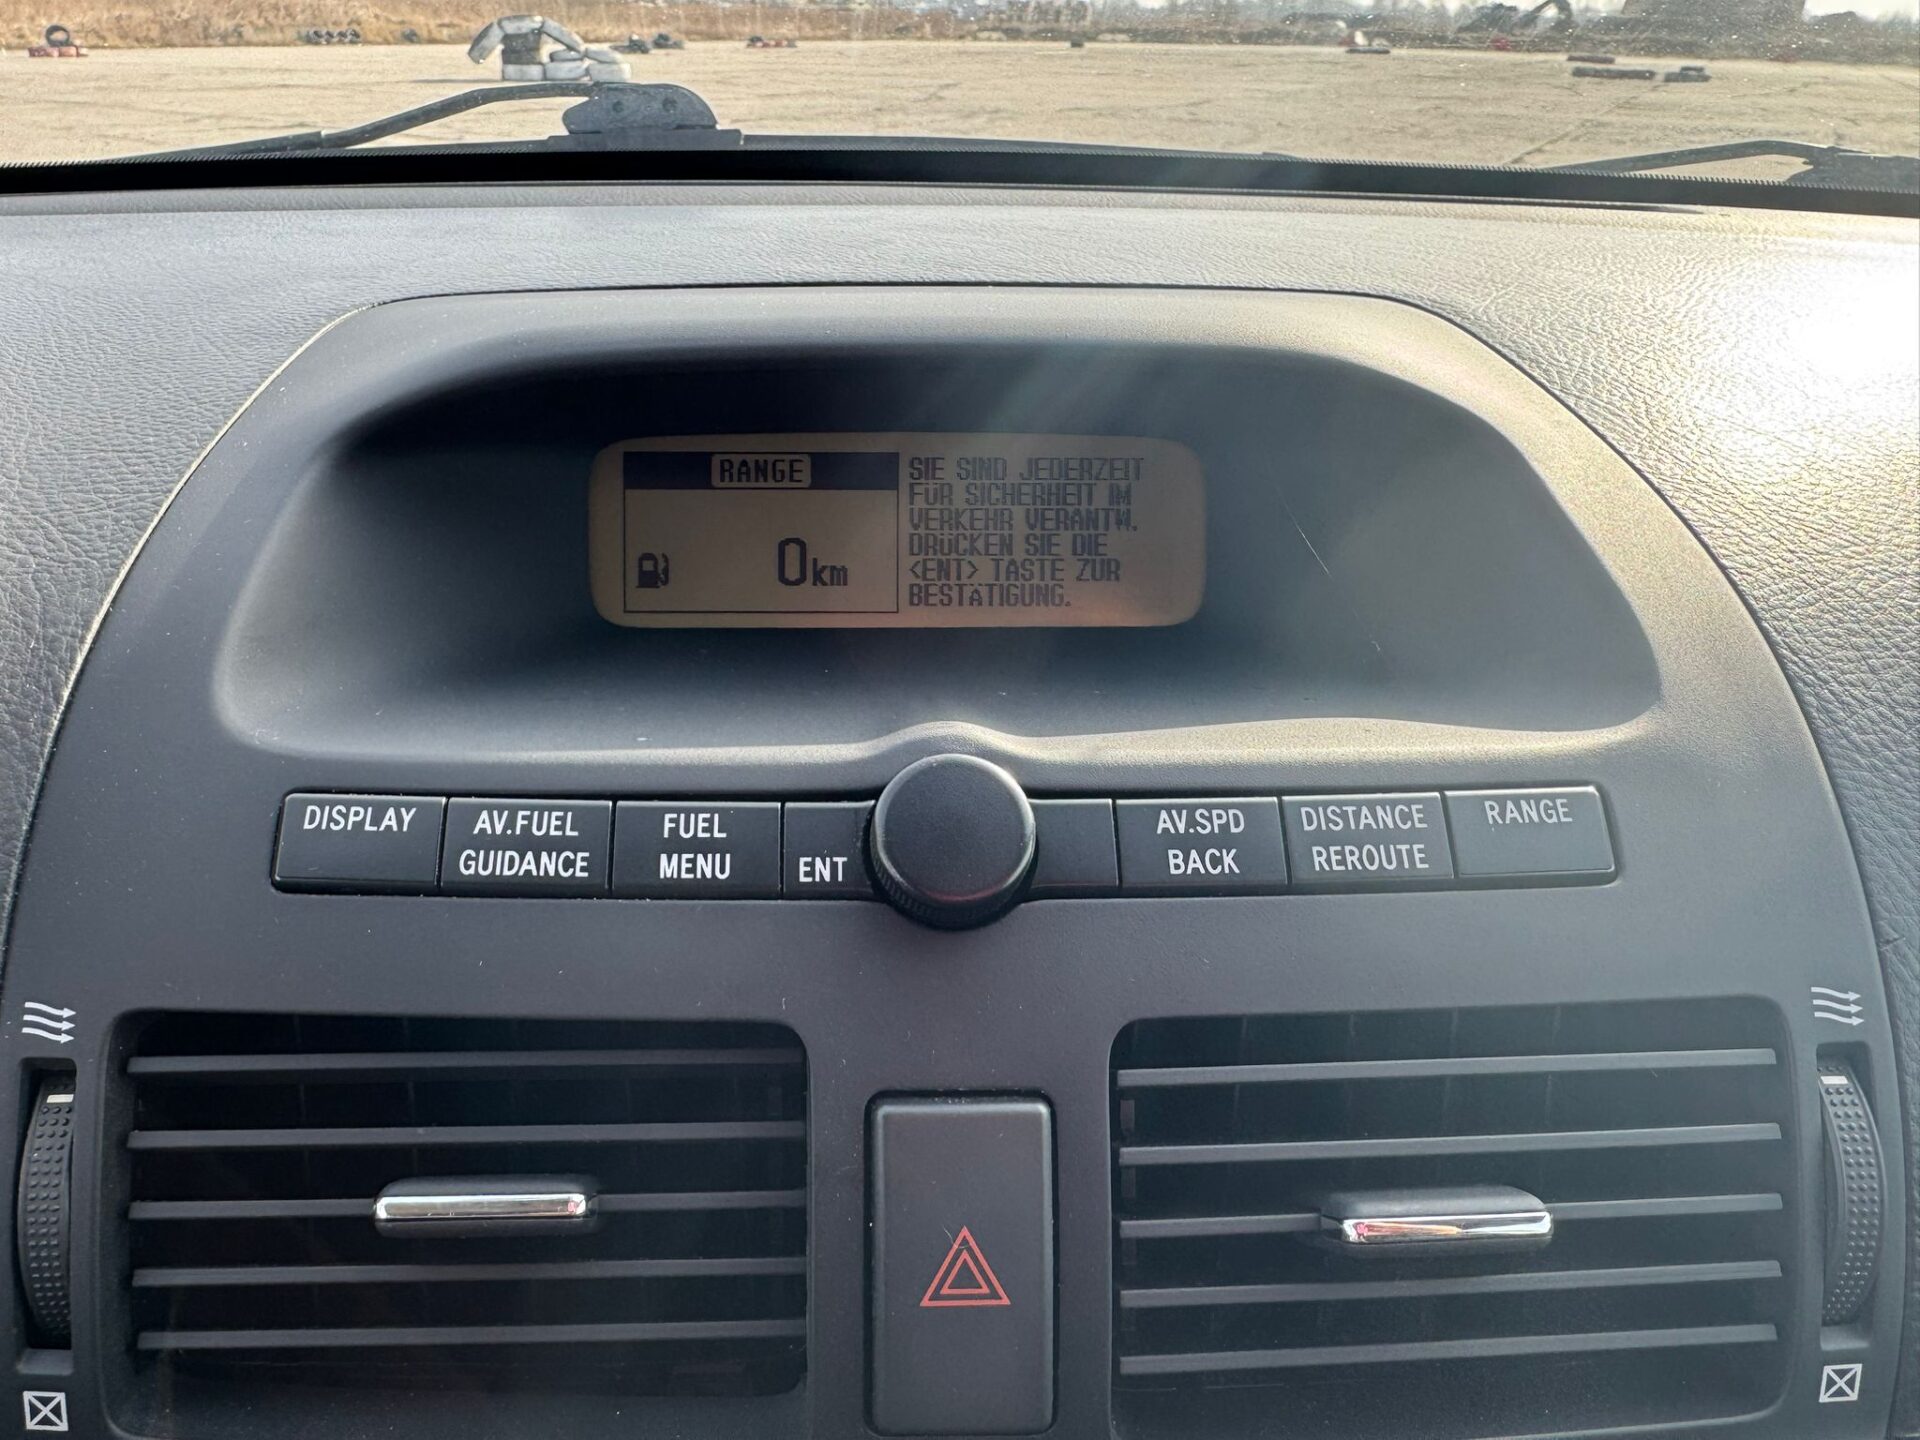 RANGE
0km
SIE SIND JEDERZEIT
FÜR SICHERHEIT IM
VERKEHR VERANTW.
DRÜCKEN SIE DIE
<ENT> TASTE ZUR
BESTÄTIGUNG.
DISPLAY
AV.FUEL
GUIDANCE
FUEL
MENU
ENT
AV.SPD
BACK
DISTANCE
REROUTE
RANGE